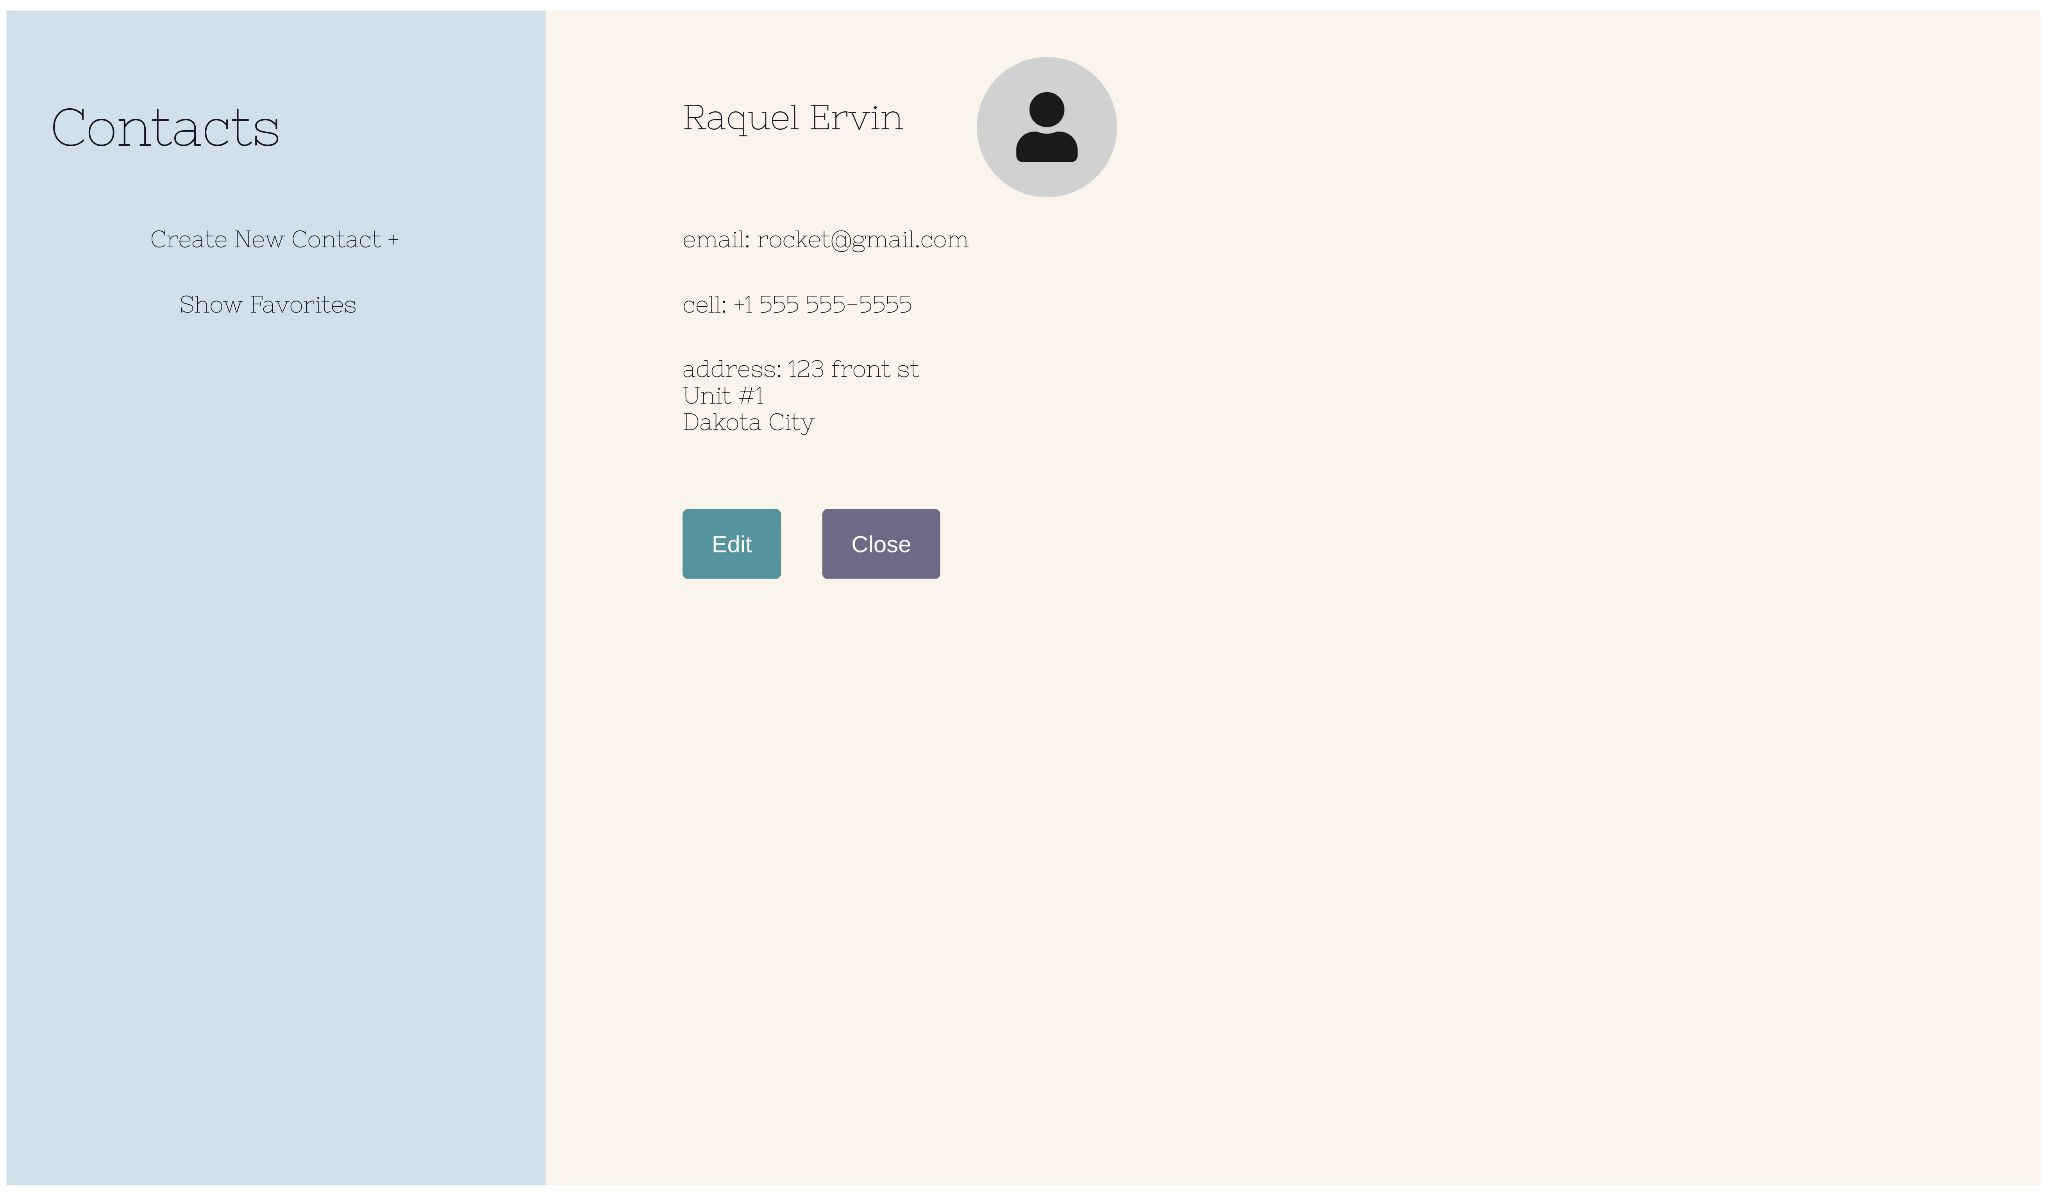 Contacts
Create New Contact +
Show Favorites
Raquel Ervin
email: rocket@gmail.com
cell: +1 555 555-5555
address: 123 front st
Unit #1
Dakota City
Edit
Close